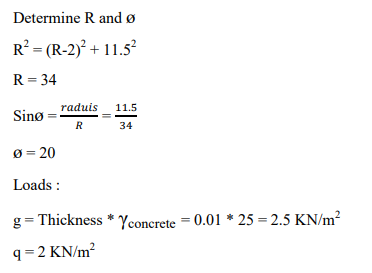 Determine R and ø
R² = (R-2)² + 11.5²
R = 34
Sinø = raduis/R = 11.5/34
ø = 20
Loads :
g = Thickness * γconcrete = 0.01 * 25 = 2.5 KN/m²
q = 2 KN/m²